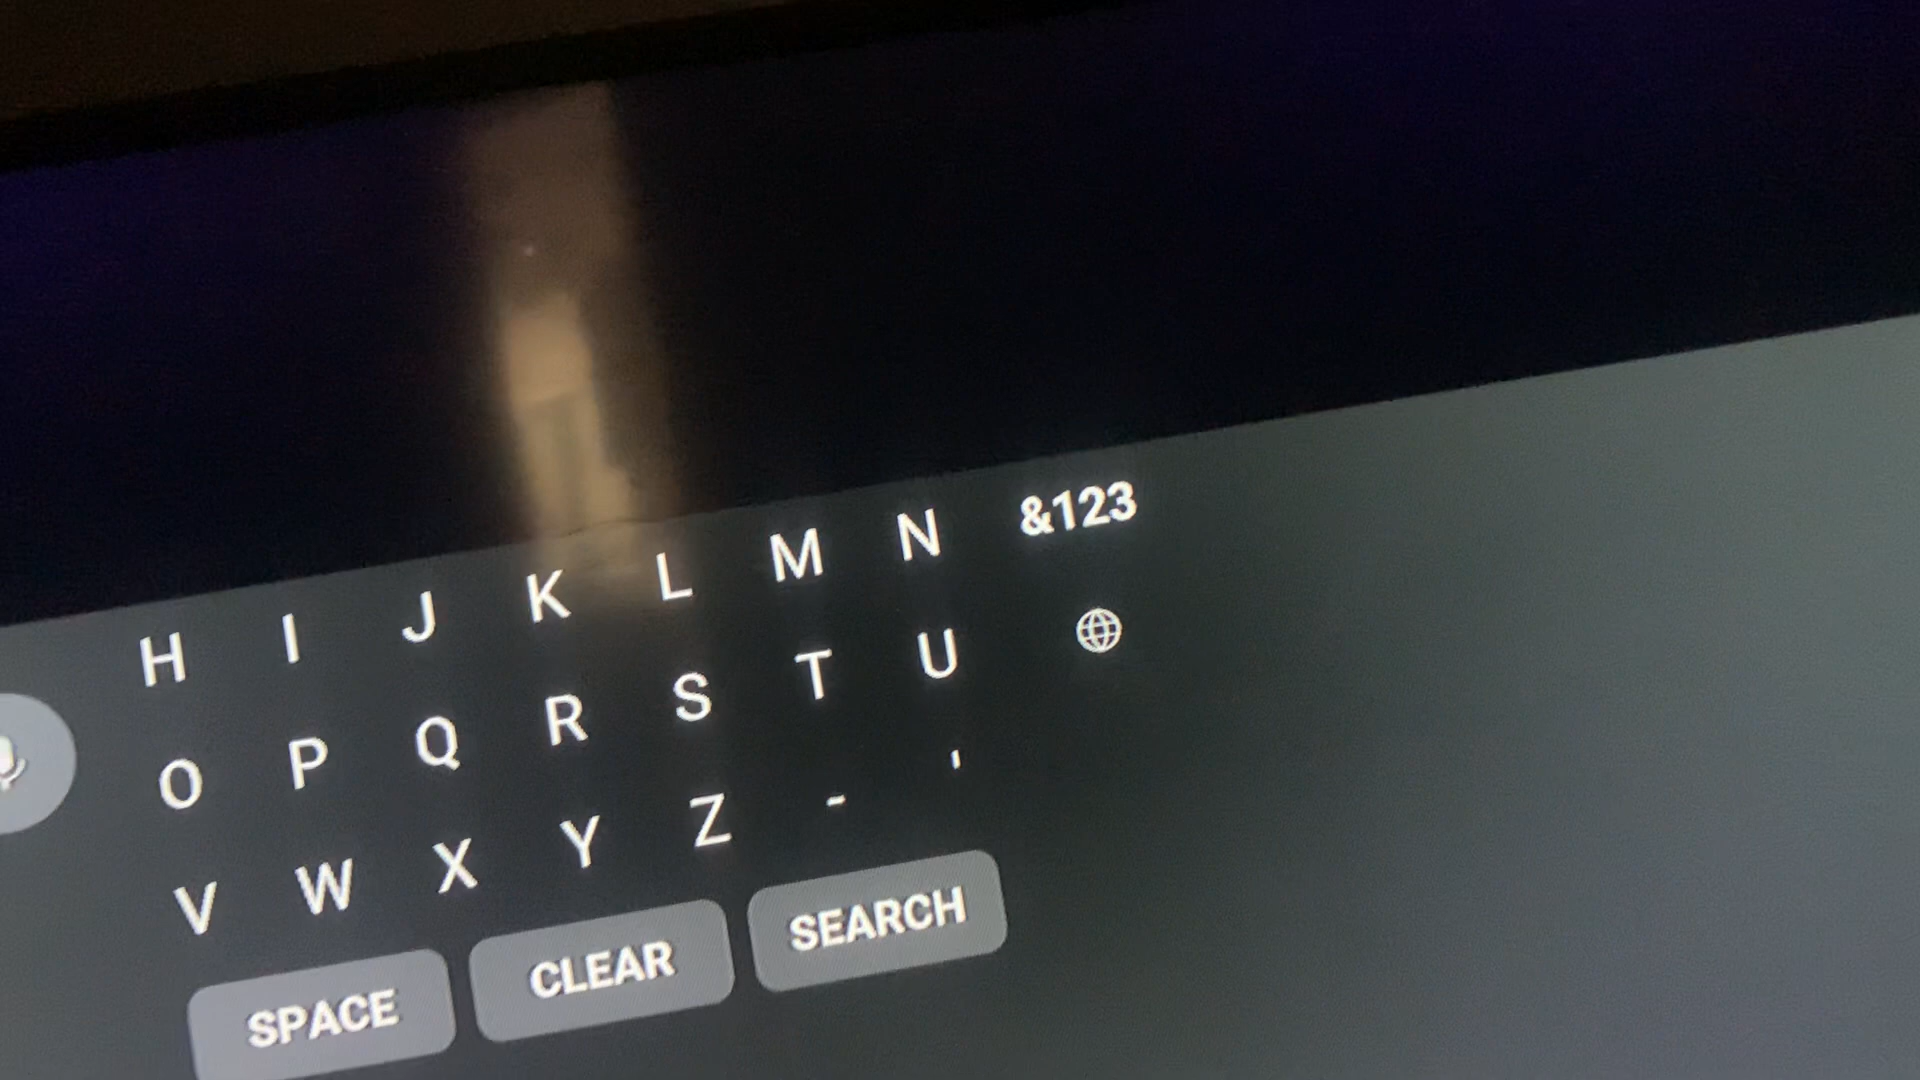 H I J K L M N &123
O P Q R S T U
V W X Y Z - '
SPACE CLEAR SEARCH